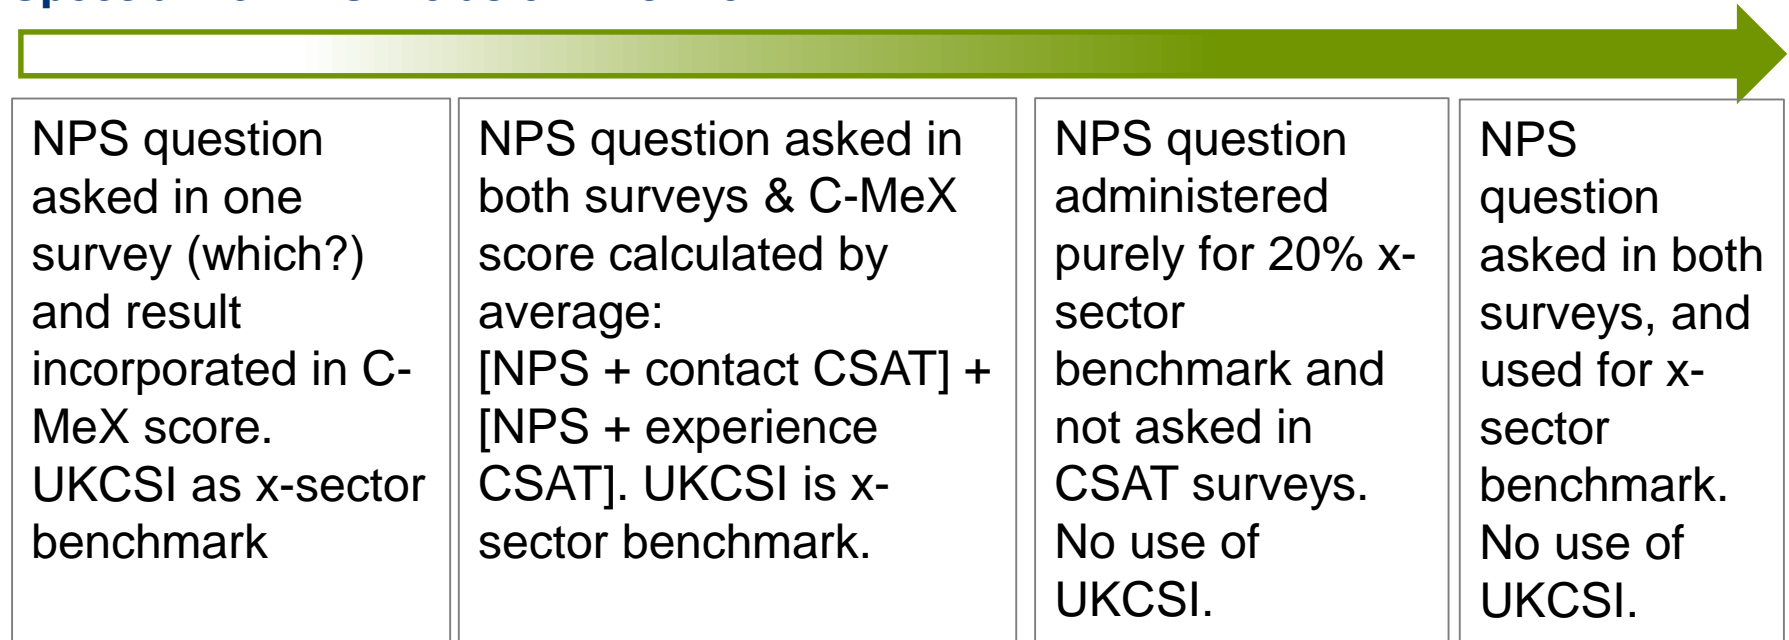 NPS question
asked in one
survey (which?)
and result
incorporated in C-
MeX score.
UKCSI as x-sector
benchmark
NPS question asked in
both surveys & C-MeX
score calculated by
average:
[NPS + contact CSAT] +
[NPS + experience
CSAT]. UKCSI is x-
sector benchmark.
NPS question
administered
purely for 20% x-
sector
benchmark and
not asked in
CSAT surveys.
No use of
UKCSI.
NPS
question
asked in both
surveys, and
used for x-
sector
benchmark.
No use of
UKCSI.